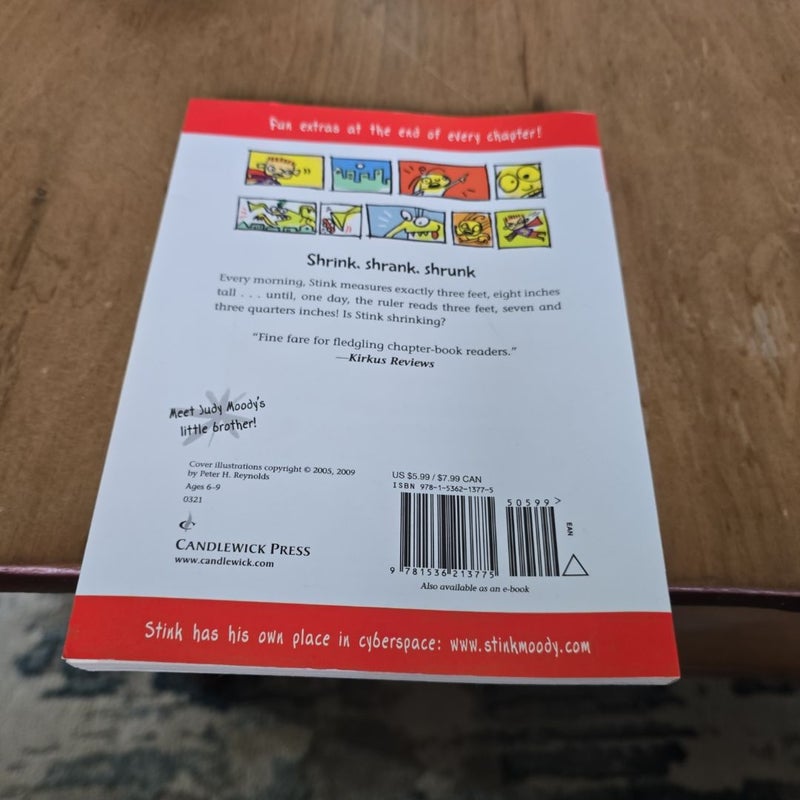 Fun extras at the end of every chapter!
Shrink. shrank. shrunk
Every morning, Stink measures exactly three feet, eight inches
tall . . . until, one day, the ruler reads three feet, seven and
three quarters inches! Is Stink shrinking?
“Fine fare for fledgling chapter-book readers.”
—Kirkus Reviews
Meet Judy Moody's
little brother!
Cover illustrations copyright © 2005, 2009
by Peter H. Reynolds
Ages 6–9
0321
CANDLEWICK PRESS
www.candlewick.com
US $5.99 / $7.99 CAN
ISBN 978-1-5362-1377-5
50599>
EAN
9 781536 213775
Also available as an e-book
Stink has his own place in cyberspace: www.stinkmoody.com